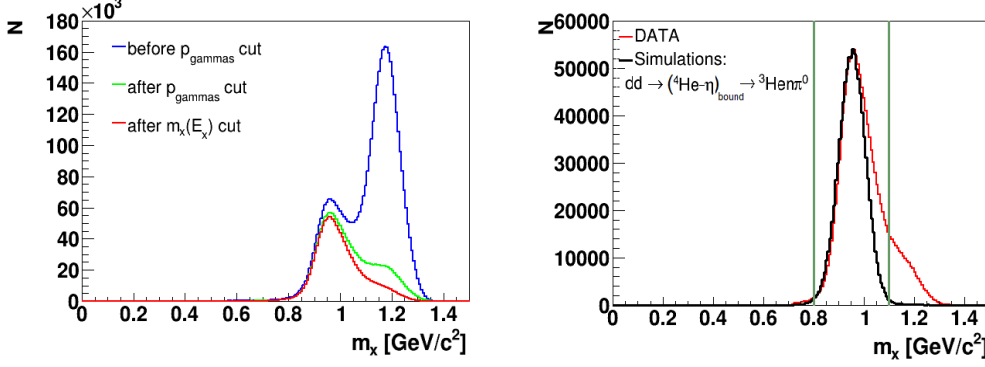 ×10³
N
180
160
140
120
100
80
60
40
20
0
before p_gammas cut
after p_gammas cut
after m_x(E_x) cut
0 0.2 0.4 0.6 0.8 1 1.2 1.4
m_x [GeV/c²]
N
60000
50000
40000
30000
20000
10000
0
DATA
Simulations:
dd → (⁴He-η)_bound → ³Henπ⁰
0 0.2 0.4 0.6 0.8 1 1.2 1.4
m_x [GeV/c²]